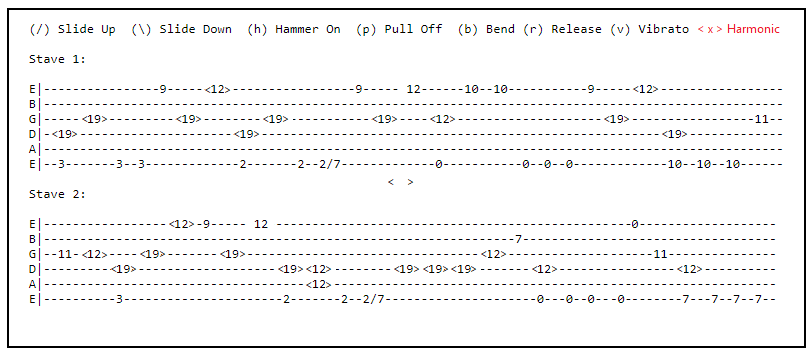 (/) Slide Up (\) Slide Down (h) Hammer On (p) Pull Off (b) Bend (r) Release (v) Vibrato < x > Harmonic
Stave 1:
E|----------------9-----<12>-----------------9----- 12------10--10-----------9-----<12>-----------------
B|------------------------------------------------------------------------------------------------------
G|-----<19>---------<19>--------<19>-----------<19>----<12>--------------------<19>-----------------11--
D|-<19>---------------------<19>-------------------------------------------------------<19>-------------
A|------------------------------------------------------------------------------------------------------
E|--3-------3--3-------------2-------2--2/7-------------0-----------0--0--0-------------10--10--10------
< >
Stave 2:
E|----------------- <12>-9----- 12 -------------------------------------------------0-------------------
B|-----------------------------------------------------------------7-----------------------------------
G|--11- <12>---- <19>-------<19>--------------------------------<12>--------------------11---------------
D|---------<19>-------------------<19> <12>--------<19> <19> <19>-------<12>----------------<12>----------
A|------------------------------------<12>-------------------------------------------------------------
E|----------3----------------------2-------2--2/7---------------------0---0--0---0--------7---7--7--7--